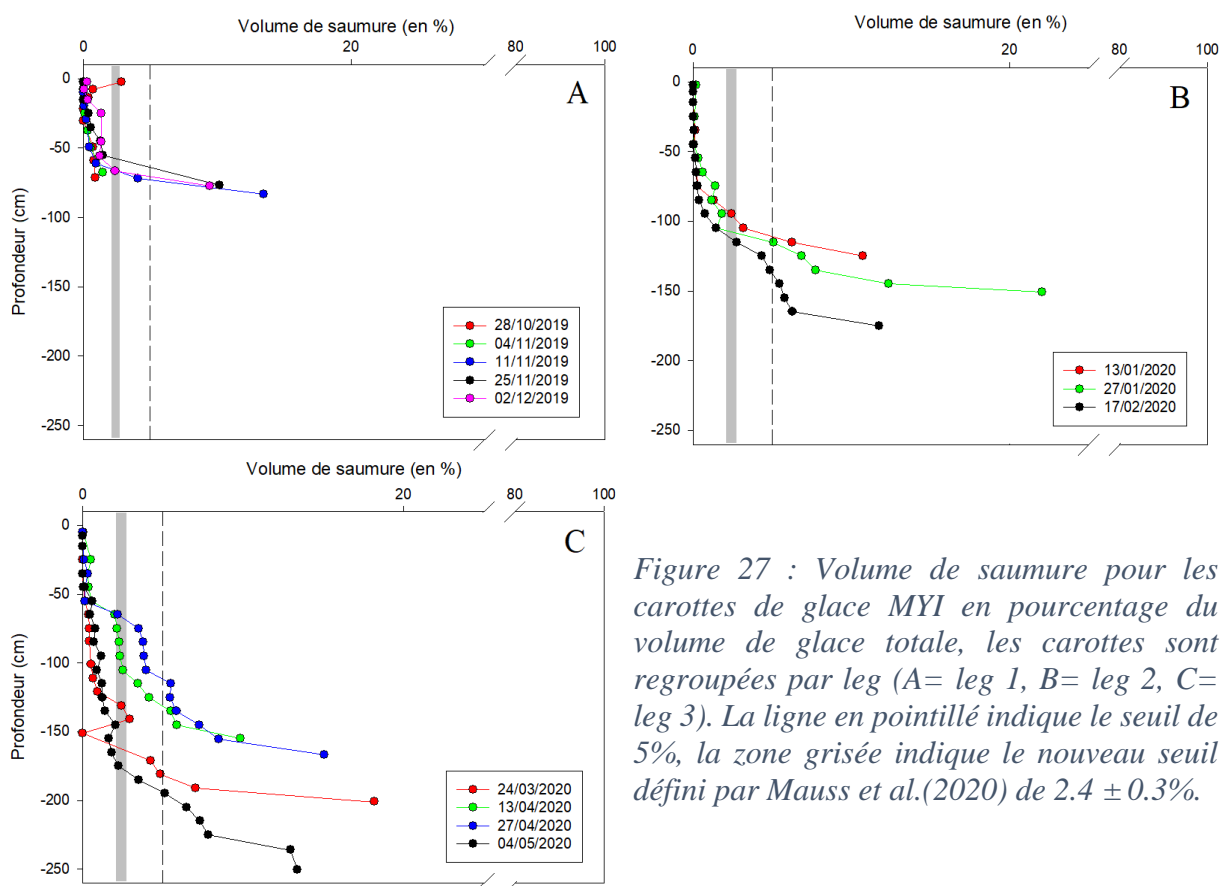 Volume de saumure (en %)
0 20 80 100
A
Profondeur (cm)
0
-50
-100
-150
-200
-250
28/10/2019
04/11/2019
11/11/2019
25/11/2019
02/12/2019
Volume de saumure (en %)
0 20 80 100
B
0
-50
-100
-150
-200
-250
13/01/2020
27/01/2020
17/02/2020
Volume de saumure (en %)
0 20 80 100
C
Profondeur (cm)
0
-50
-100
-150
-200
-250
24/03/2020
13/04/2020
27/04/2020
04/05/2020
Figure 27 : Volume de saumure pour les
carottes de glace MYI en pourcentage du
volume de glace totale, les carottes sont
regroupées par leg (A= leg 1, B= leg 2, C=
leg 3). La ligne en pointillé indique le seuil de
5%, la zone grisée indique le nouveau seuil
défini par Mauss et al.(2020) de 2.4 ± 0.3%.